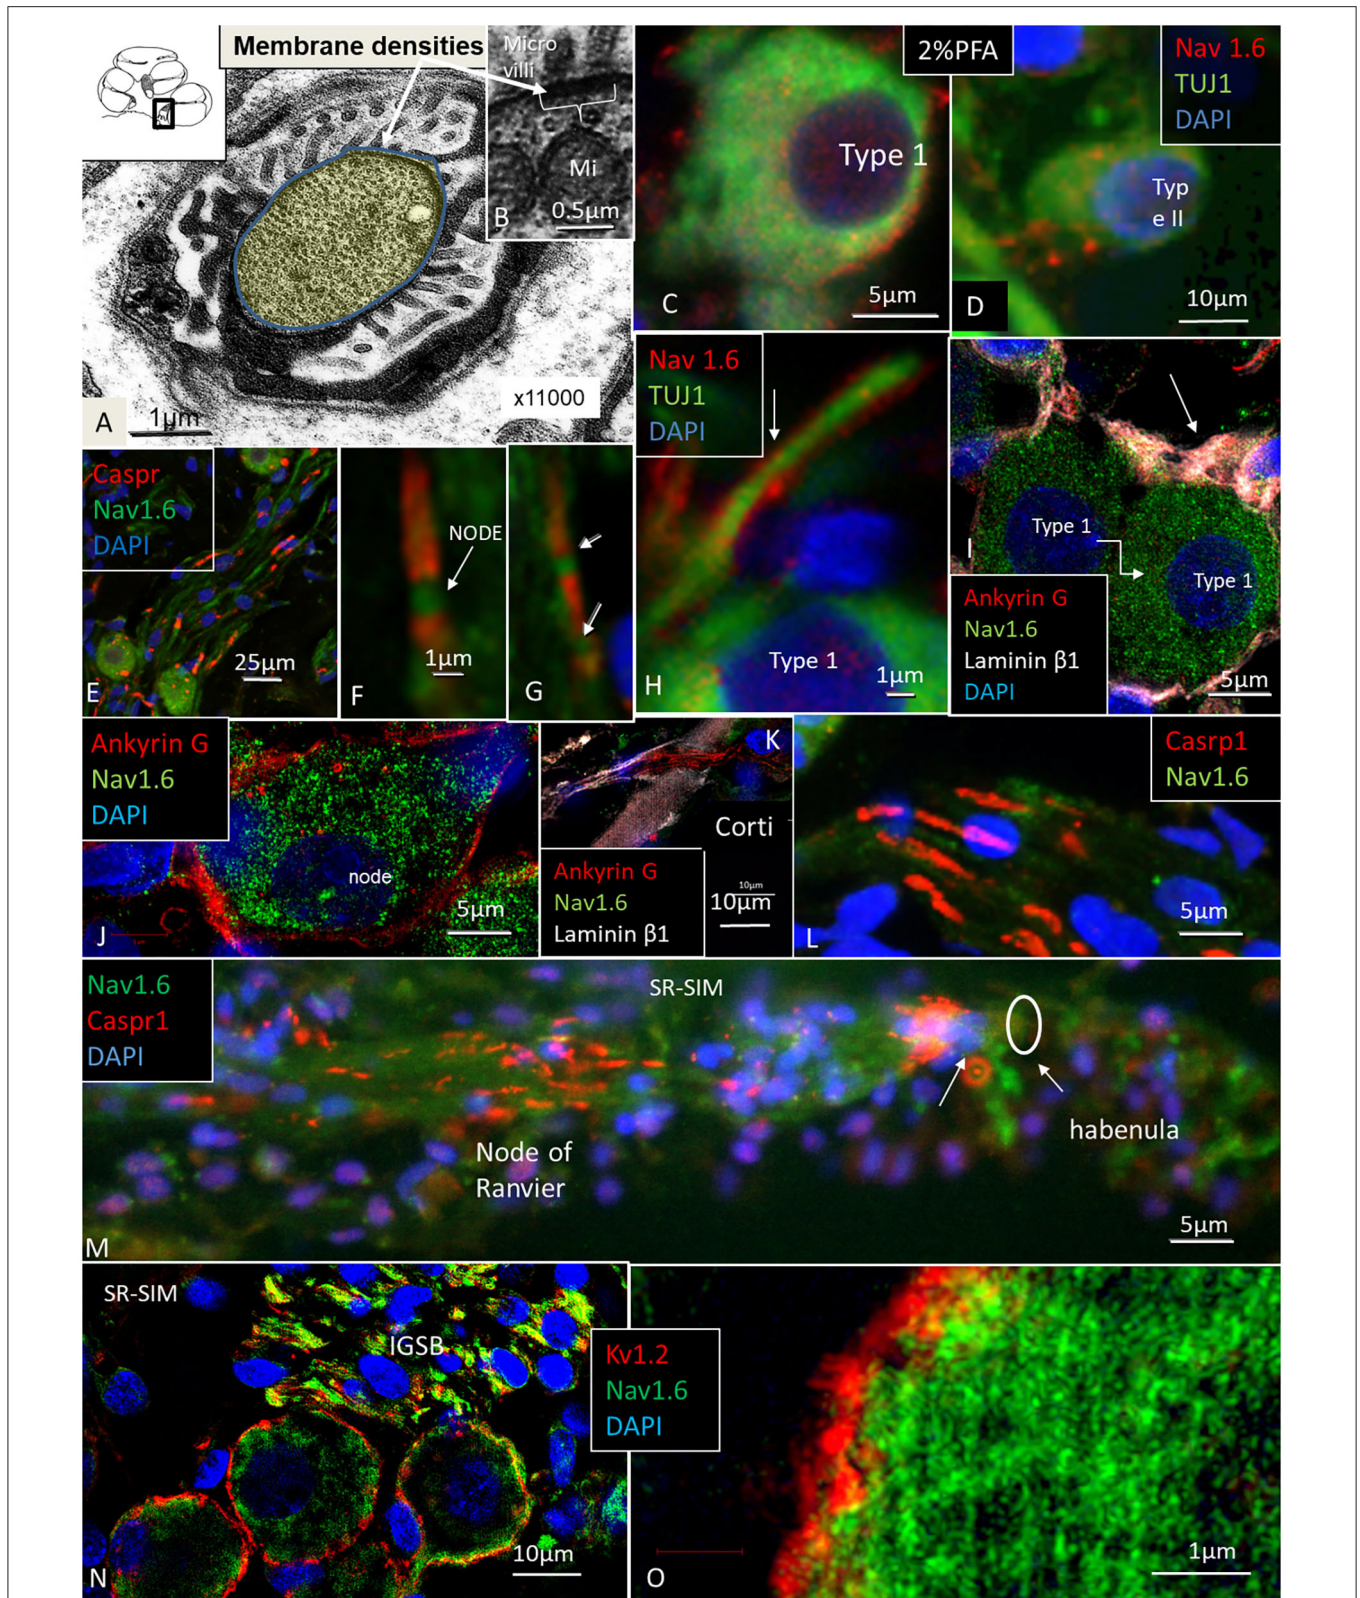 Membrane densities
Micro
villi
Mi
B
0.5µm
A
1µm
x11000
2%PFA
Type 1
C
5µm
Nav 1.6
TUJ1
DAPI
Typ
e II
D
10µm
Caspr
Nav1.6
DAPI
E
25µm
NODE
F
1µm
G
Nav 1.6
TUJ1
DAPI
Type 1
H
1µm
Type 1
I
Type 1
Ankyrin G
Nav1.6
Laminin β1
DAPI
5µm
Ankyrin G
Nav1.6
DAPI
node
J
5µm
K
Corti
Ankyrin G
Nav1.6
Laminin β1
10µm
10µm
Casrp1
Nav1.6
L
5µm
Nav1.6
Caspr1
DAPI
SR-SIM
habenula
Node of
Ranvier
M
5µm
SR-SIM
IGSB
N
10µm
Kv1.2
Nav1.6
DAPI
O
1µm